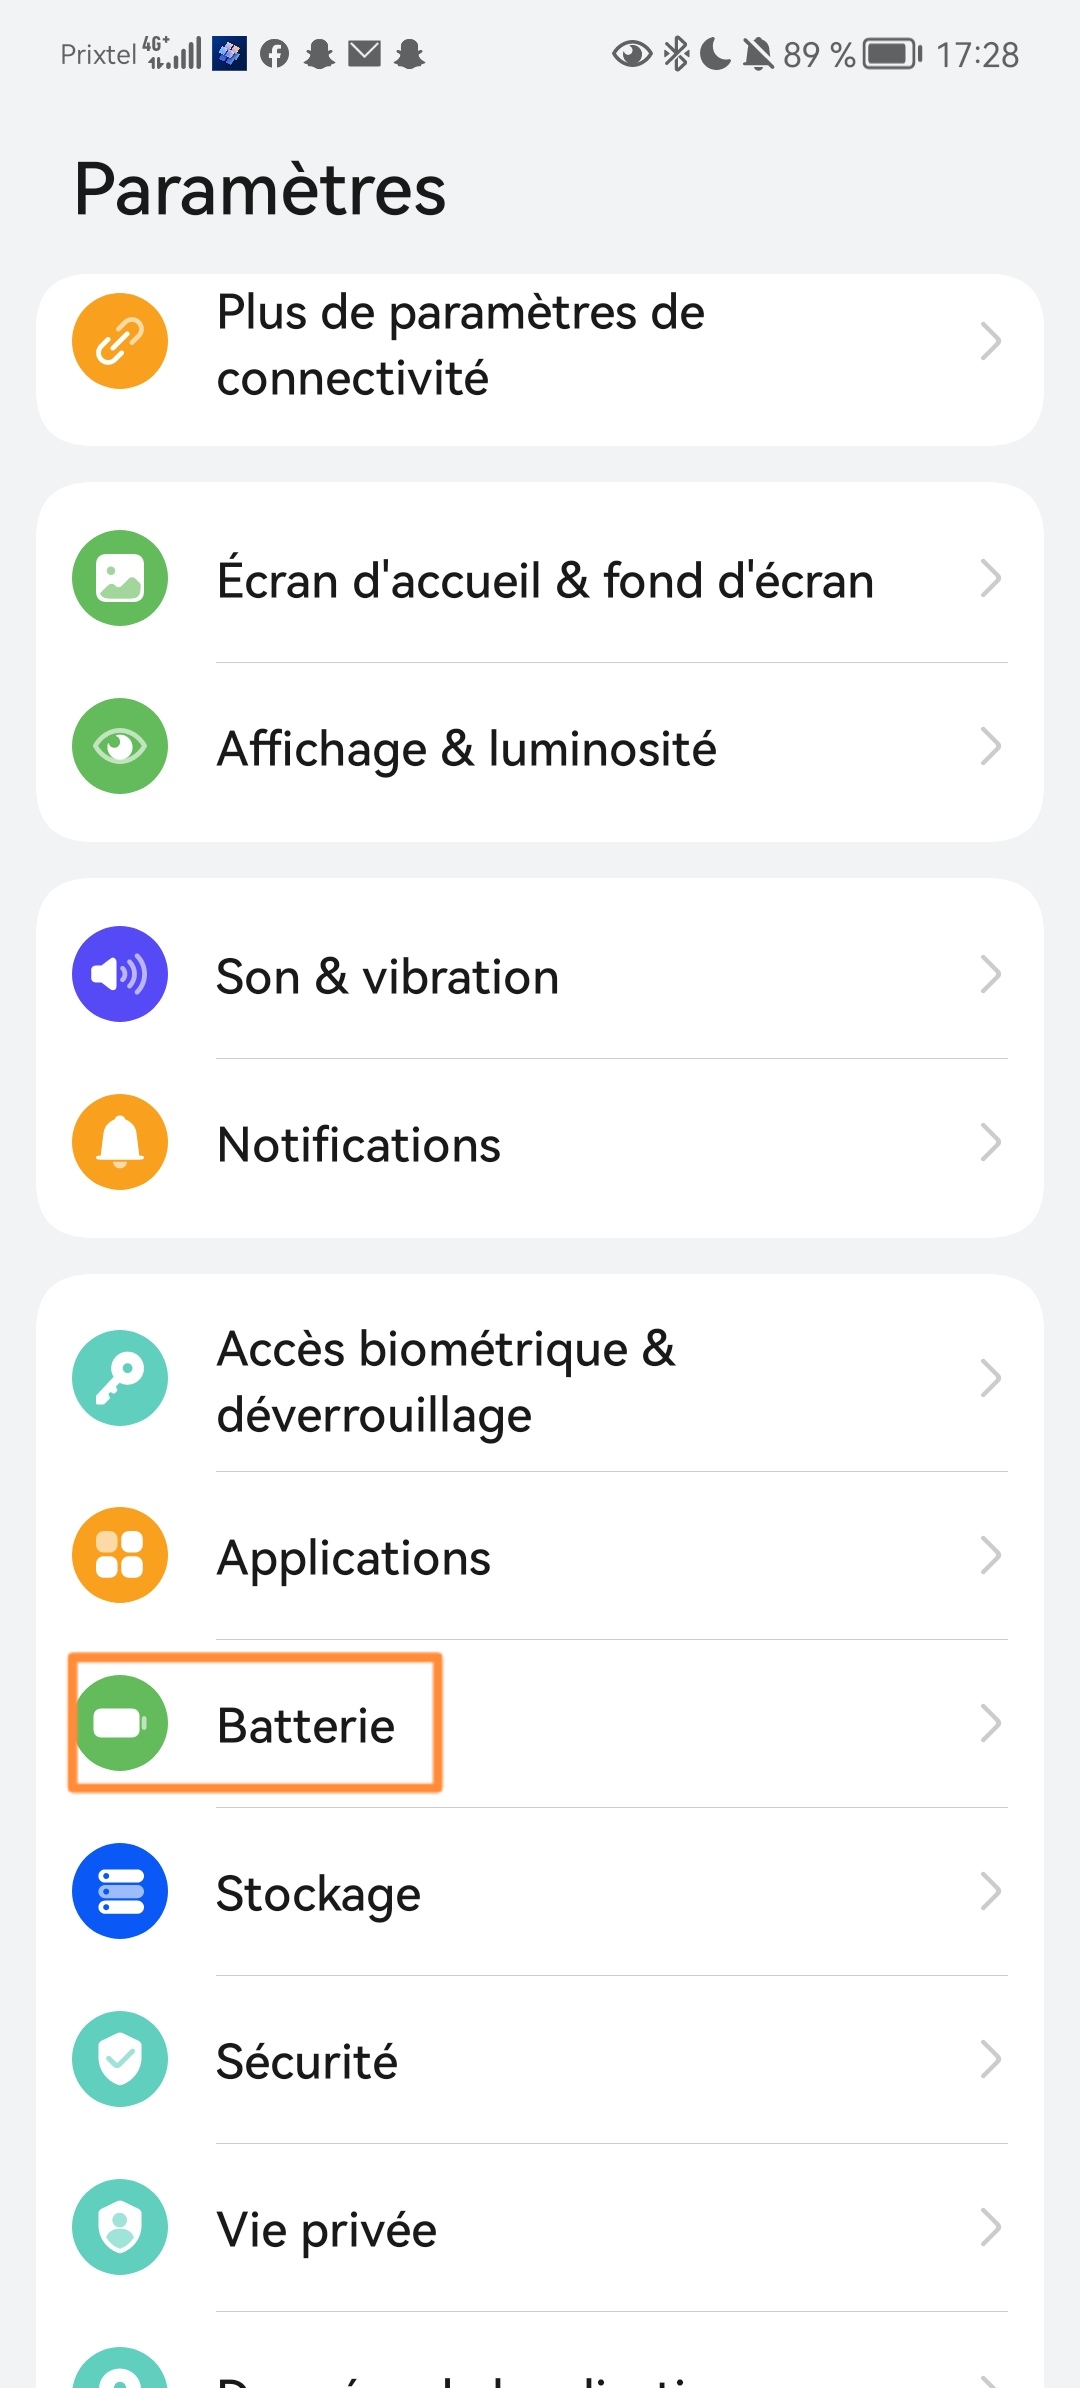 Prixtel 4G+ 89 % 17:28
Paramètres
Plus de paramètres de
connectivité
Écran d'accueil & fond d'écran
Affichage & luminosité
Son & vibration
Notifications
Accès biométrique &
déverrouillage
Applications
Batterie
Stockage
Sécurité
Vie privée